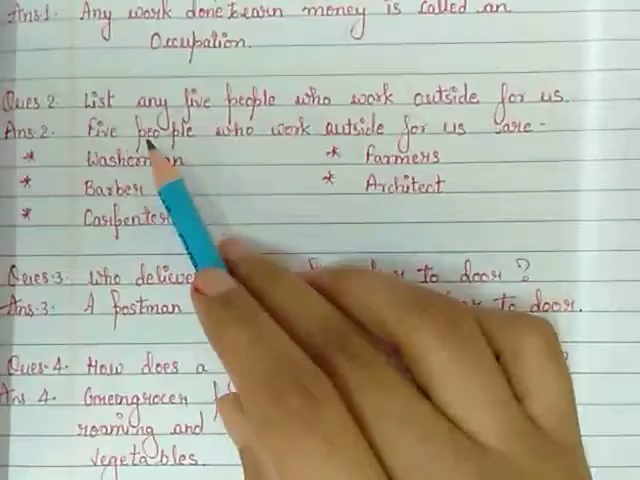 Ans 1. Any work done to earn money is called an
Occupation.
Ques 2. List any five people who work outside for us.
Ans. 2. Five people who work outside for us are-
* Washerman * Farmers
* Barber * Architect
* Carpenter
Ques. 3. Who to door?
Ans. 3. A postman to door.
Ques. 4. How does a ?
Ans. 4. Greengrocer
roaming and
vegetables.